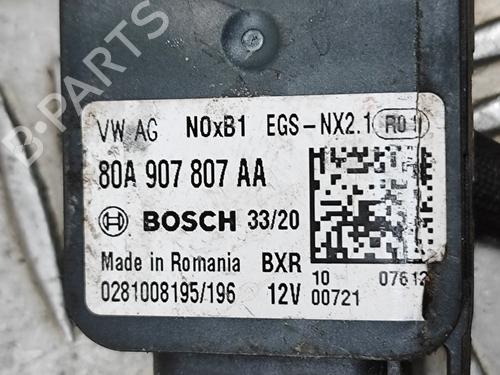 B-PARTS
VW AG NOxB1 EGS-NX2.1 R01
80A 907 807 AA
BOSCH 33/20
Made in Romania BXR
10 07612
0281008195/196 12V 00721